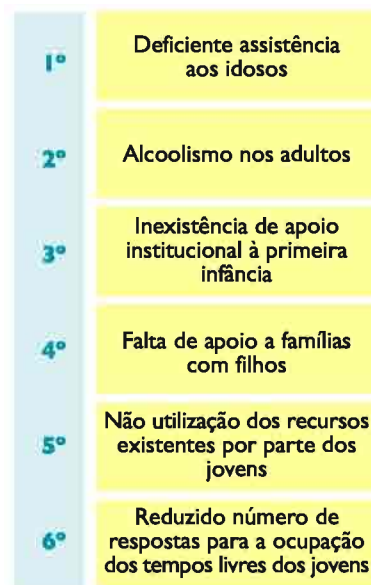 1º
Deficiente assistência
aos idosos
2º
Alcoolismo nos adultos
3º
Inexistência de apoio
institucional à primeira
infância
4º
Falta de apoio a famílias
com filhos
5º
Não utilização dos recursos
existentes por parte dos
jovens
6º
Reduzido número de
respostas para a ocupação
dos tempos livres dos jovens